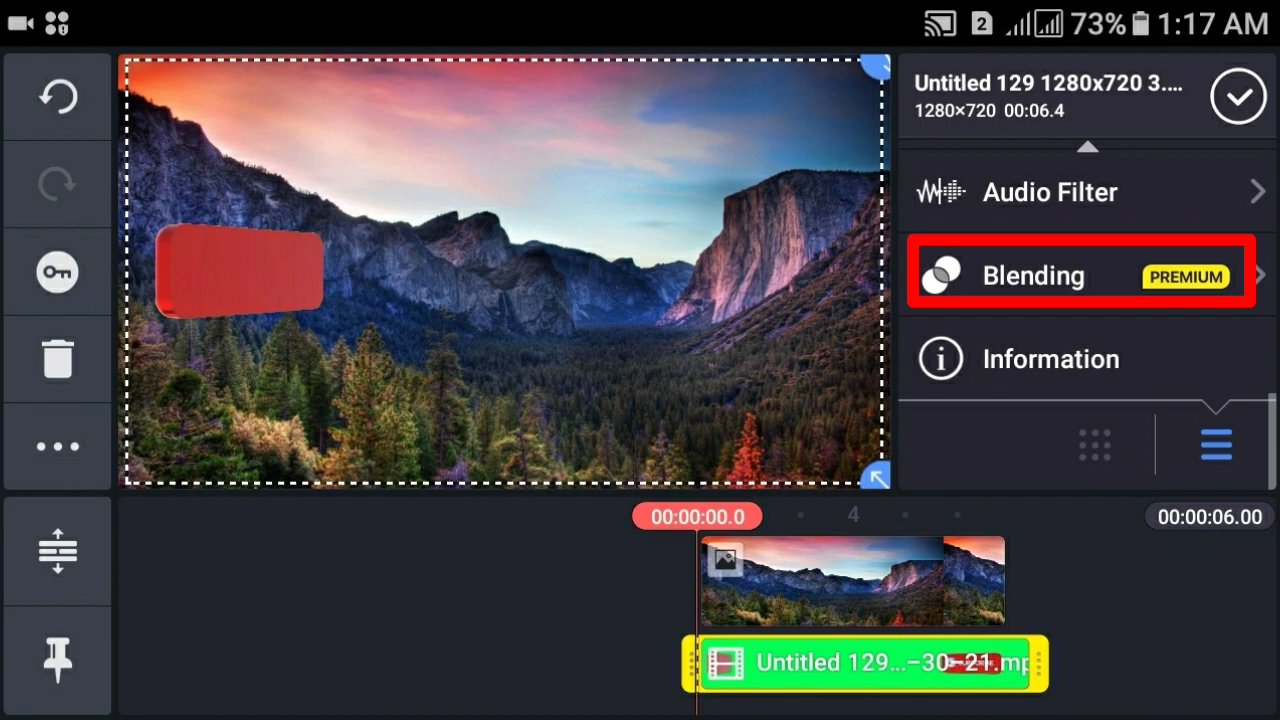 2 73% 1:17 AM
Untitled 129 1280x720 3....
1280×720 00:06.4
Audio Filter
Blending PREMIUM
Information
00:00:00.0 4 00:00:06.00
Untitled 129...–30–21.mp